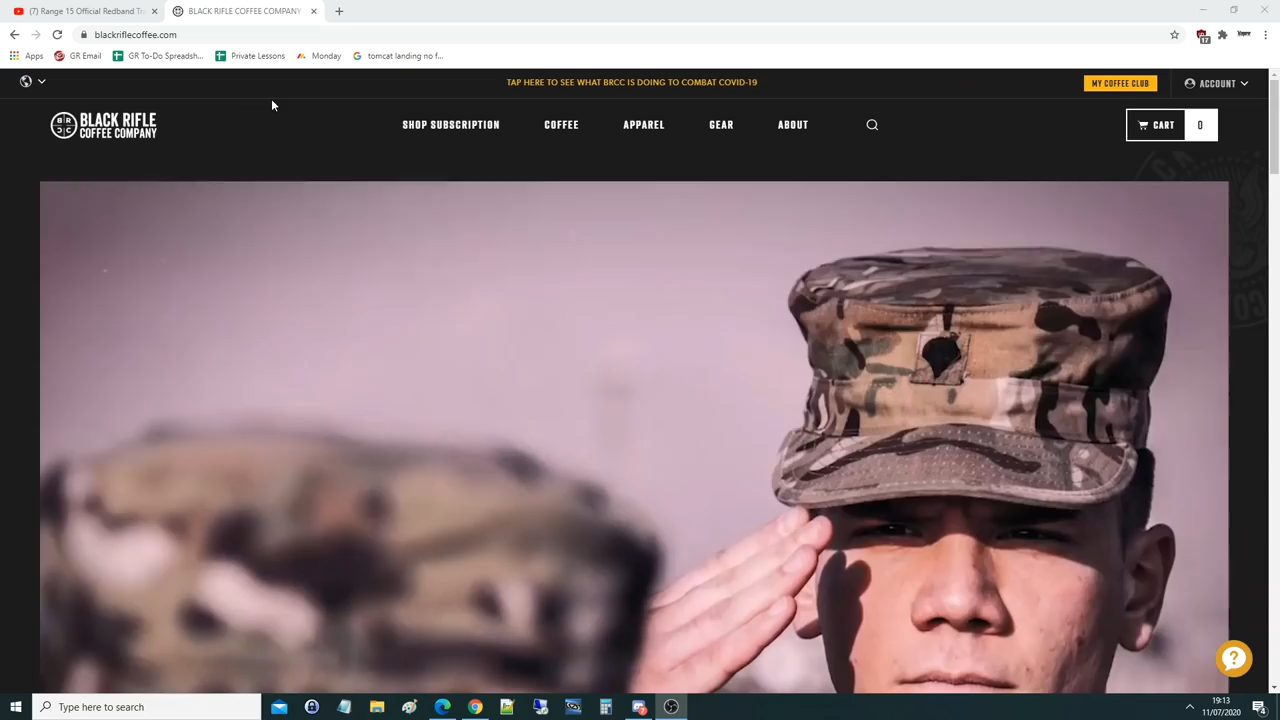 (7) Range 15 Official Redband Tr
BLACK RIFLE COFFEE COMPANY
blackriflecoffee.com
17
Apps
GR Email
GR To-Do Spreadsh...
Private Lessons
Monday
tomcat landing no f...
TAP HERE TO SEE WHAT BRCC IS DOING TO COMBAT COVID-19
MY COFFEE CLUB
ACCOUNT
BLACK RIFLE
COFFEE COMPANY
SHOP SUBSCRIPTION
COFFEE
APPAREL
GEAR
ABOUT
CART
0
?
Type here to search
19:13
11/07/2020
4